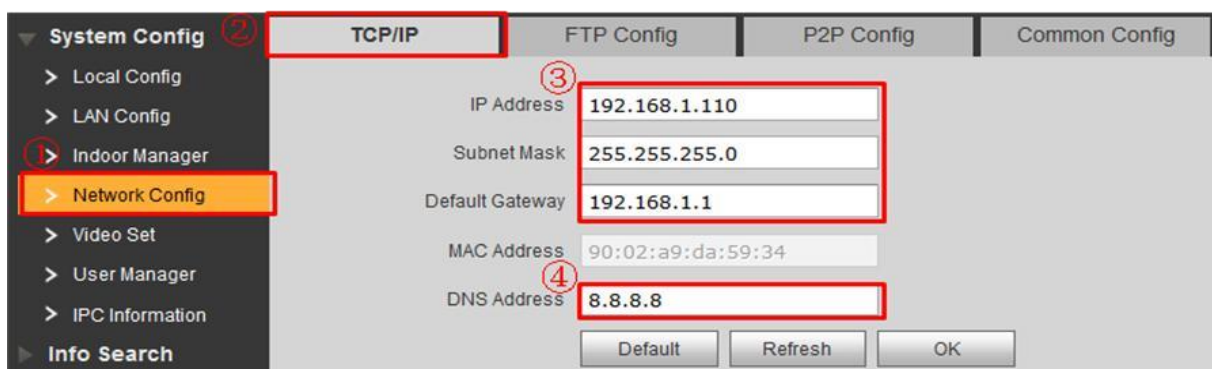 System Config
Local Config
LAN Config
① Indoor Manager
Network Config
Video Set
User Manager
IPC Information
Info Search
② TCP/IP
FTP Config
P2P Config
Common Config
③
IP Address 192.168.1.110
Subnet Mask 255.255.255.0
Default Gateway 192.168.1.1
MAC Address 90:02:a9:da:59:34
④
DNS Address 8.8.8.8
Default Refresh OK